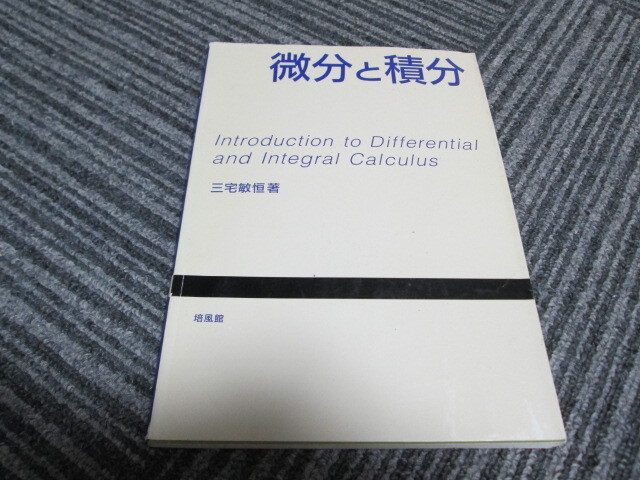 微分と積分
Introduction to Differential
and Integral Calculus
三宅敏恒著
培風館